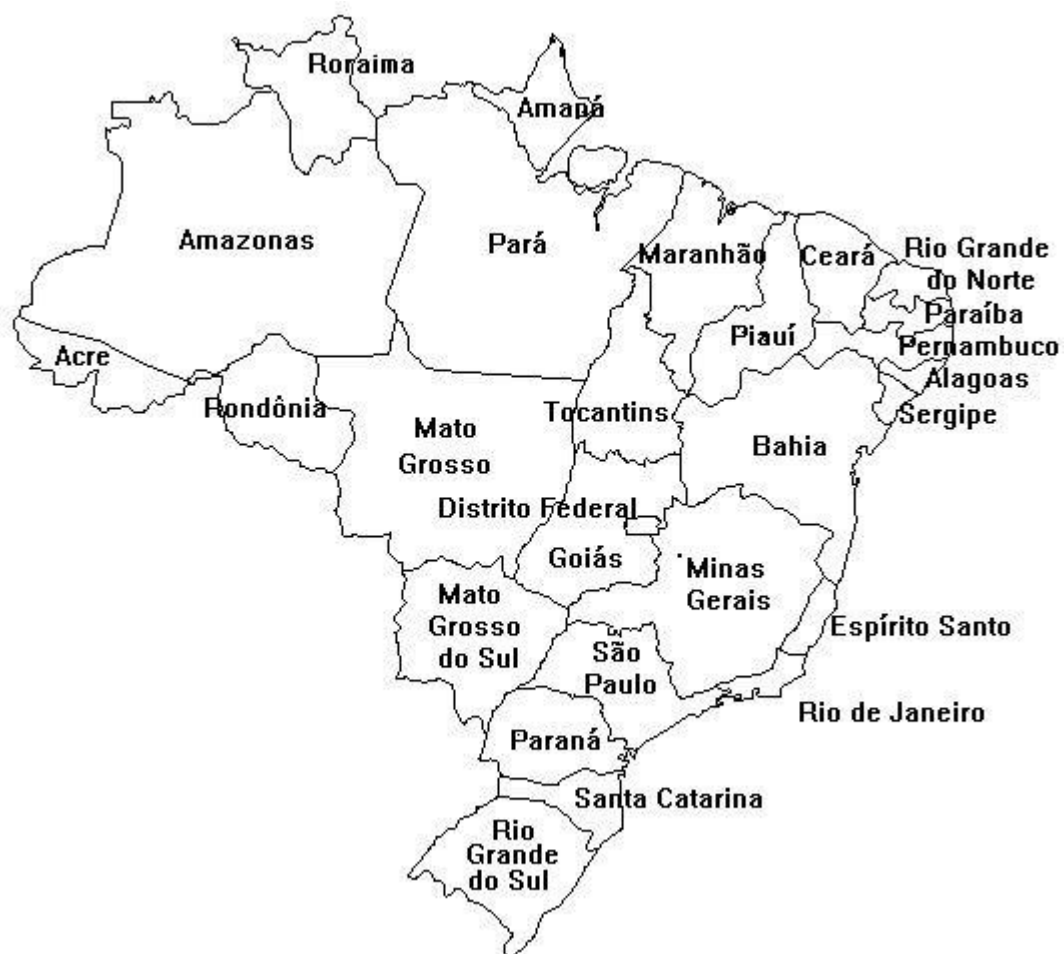 Roraima
Amapá
Amazonas
Pará
Maranhão
Ceará
Rio Grande
do Norte
Paraíba
Piauí
Pernambuco
Acre
Alagoas
Rondônia
Tocantins
Sergipe
Mato
Grosso
Bahia
Distrito Federal
Goiás
Minas
Gerais
Mato
Grosso
do Sul
Espírito Santo
São
Paulo
Rio de Janeiro
Paraná
Santa Catarina
Rio
Grande
do Sul